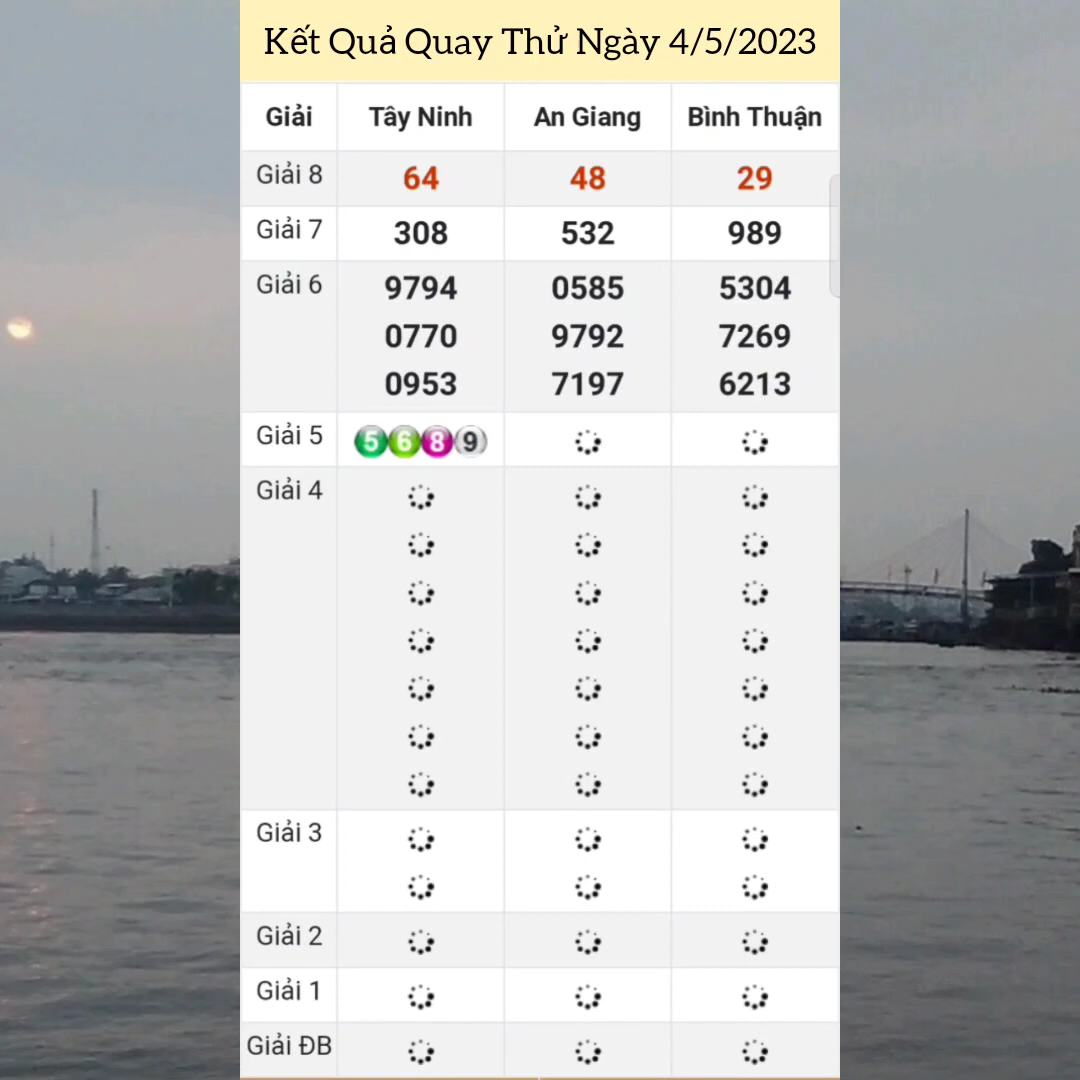 Kết Quả Quay Thử Ngày 4/5/2023
Giải Tây Ninh An Giang Bình Thuận
Giải 8 64 48 29
Giải 7 308 532 989
Giải 6 9794 0585 5304
0770 9792 7269
0953 7197 6213
Giải 5 5689
Giải 4
Giải 3
Giải 2
Giải 1
Giải ĐB